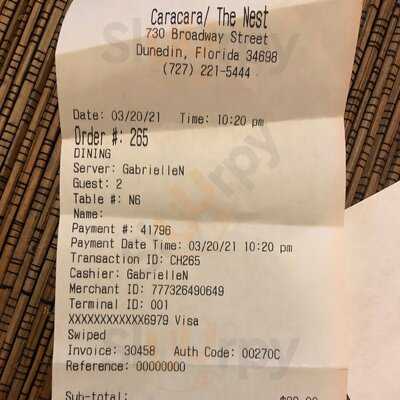 Caracara/ The Nest
730 Broadway Street
Dunedin, Florida 34698
(727) 221-5444
Date: 03/20/21 Time: 10:20 pm
Order #: 265
DINING
Server: GabrielleN
Guest: 2
Table #: N6
Name:
Payment #: 41796
Payment Date Time: 03/20/21 10:20 pm
Transaction ID: CH265
Cashier: GabrielleN
Merchant ID: 777326490649
Terminal ID: 001
XXXXXXXXXXXX6979 Visa
Swiped
Invoice: 30458 Auth Code: 00270C
Reference: 00000000
Sub-total: